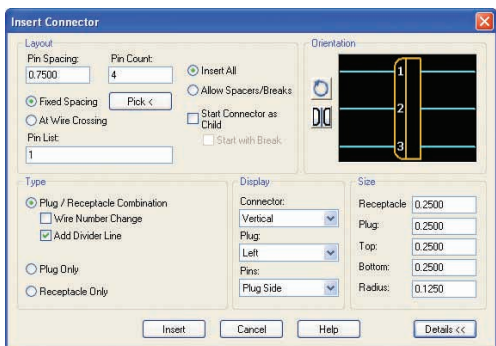 Insert Connector
Layout
Pin Spacing: Pin Count:
0.7500 4
Insert All
Allow Spacers/Breaks
Fixed Spacing Pick <
At Wire Crossing
Start Connector as
Child
Start with Break
Pin List:
1
Orientation
1
2
3
Type
Plug / Receptacle Combination
Wire Number Change
Add Divider Line
Plug Only
Receptacle Only
Display
Connector:
Vertical
Plug:
Left
Pins:
Plug Side
Size
Receptacle 0.2500
Plug: 0.2500
Top: 0.2500
Bottom: 0.2500
Radius: 0.1250
Insert Cancel Help Details <<